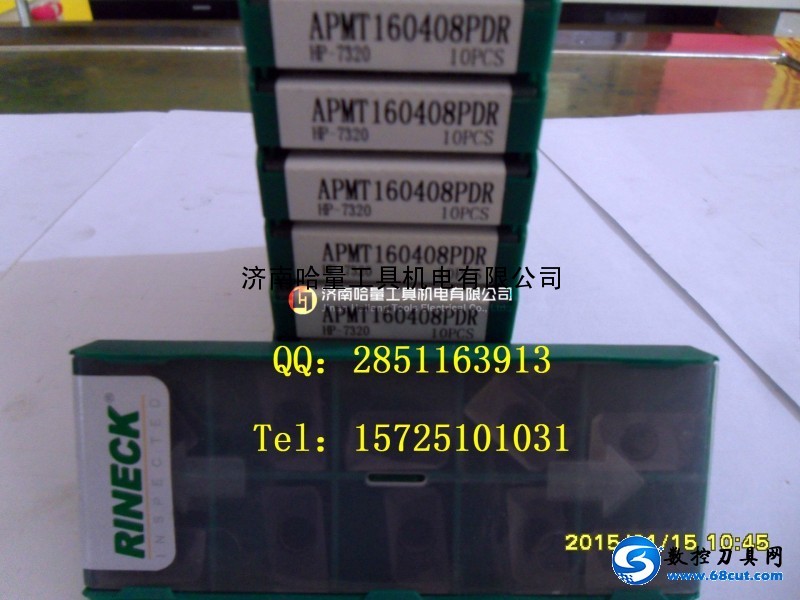 APMT160408PDR
HP-7320
10PCS
APMT160408PDR
HP-7320
10PCS
APMT160408PDR
HP-7320
10PCS
APMT160408PDR
济南哈量工具机电有限公司
济南哈量工具机电有限公司
APMT160408PDR
HP-7320
10PCS
QQ：2851163913
Tel：15725101031
RINECK®
INSPECTED
10:45
数控刀具网
www.68cut.com